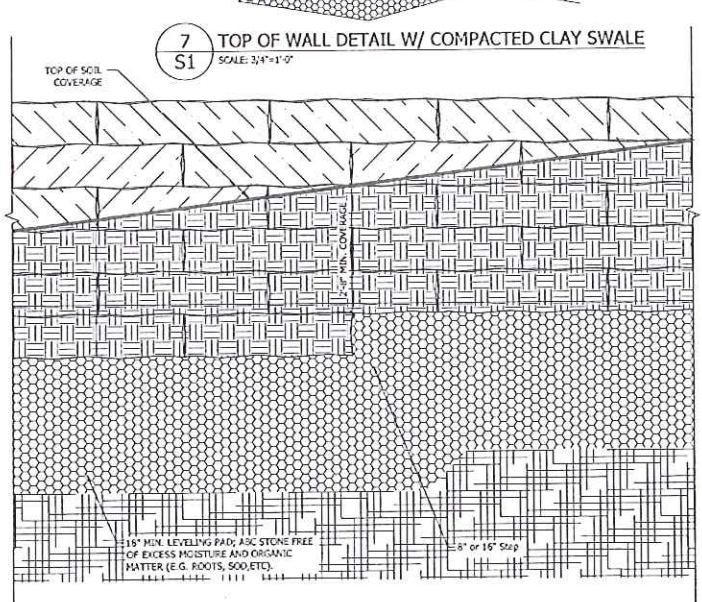 7
S1
TOP OF WALL DETAIL W/ COMPACTED CLAY SWALE
SCALE: 3/4"=1'-0"
TOP OF SOIL
COVERAGE
2'-8" MIN. COVERAGE
16" MIN. LEVELING PAD; ABC STONE FREE
OF EXCESS MOISTURE AND ORGANIC
MATTER (E.G. ROOTS, SOD,ETC).
8" or 16" Step